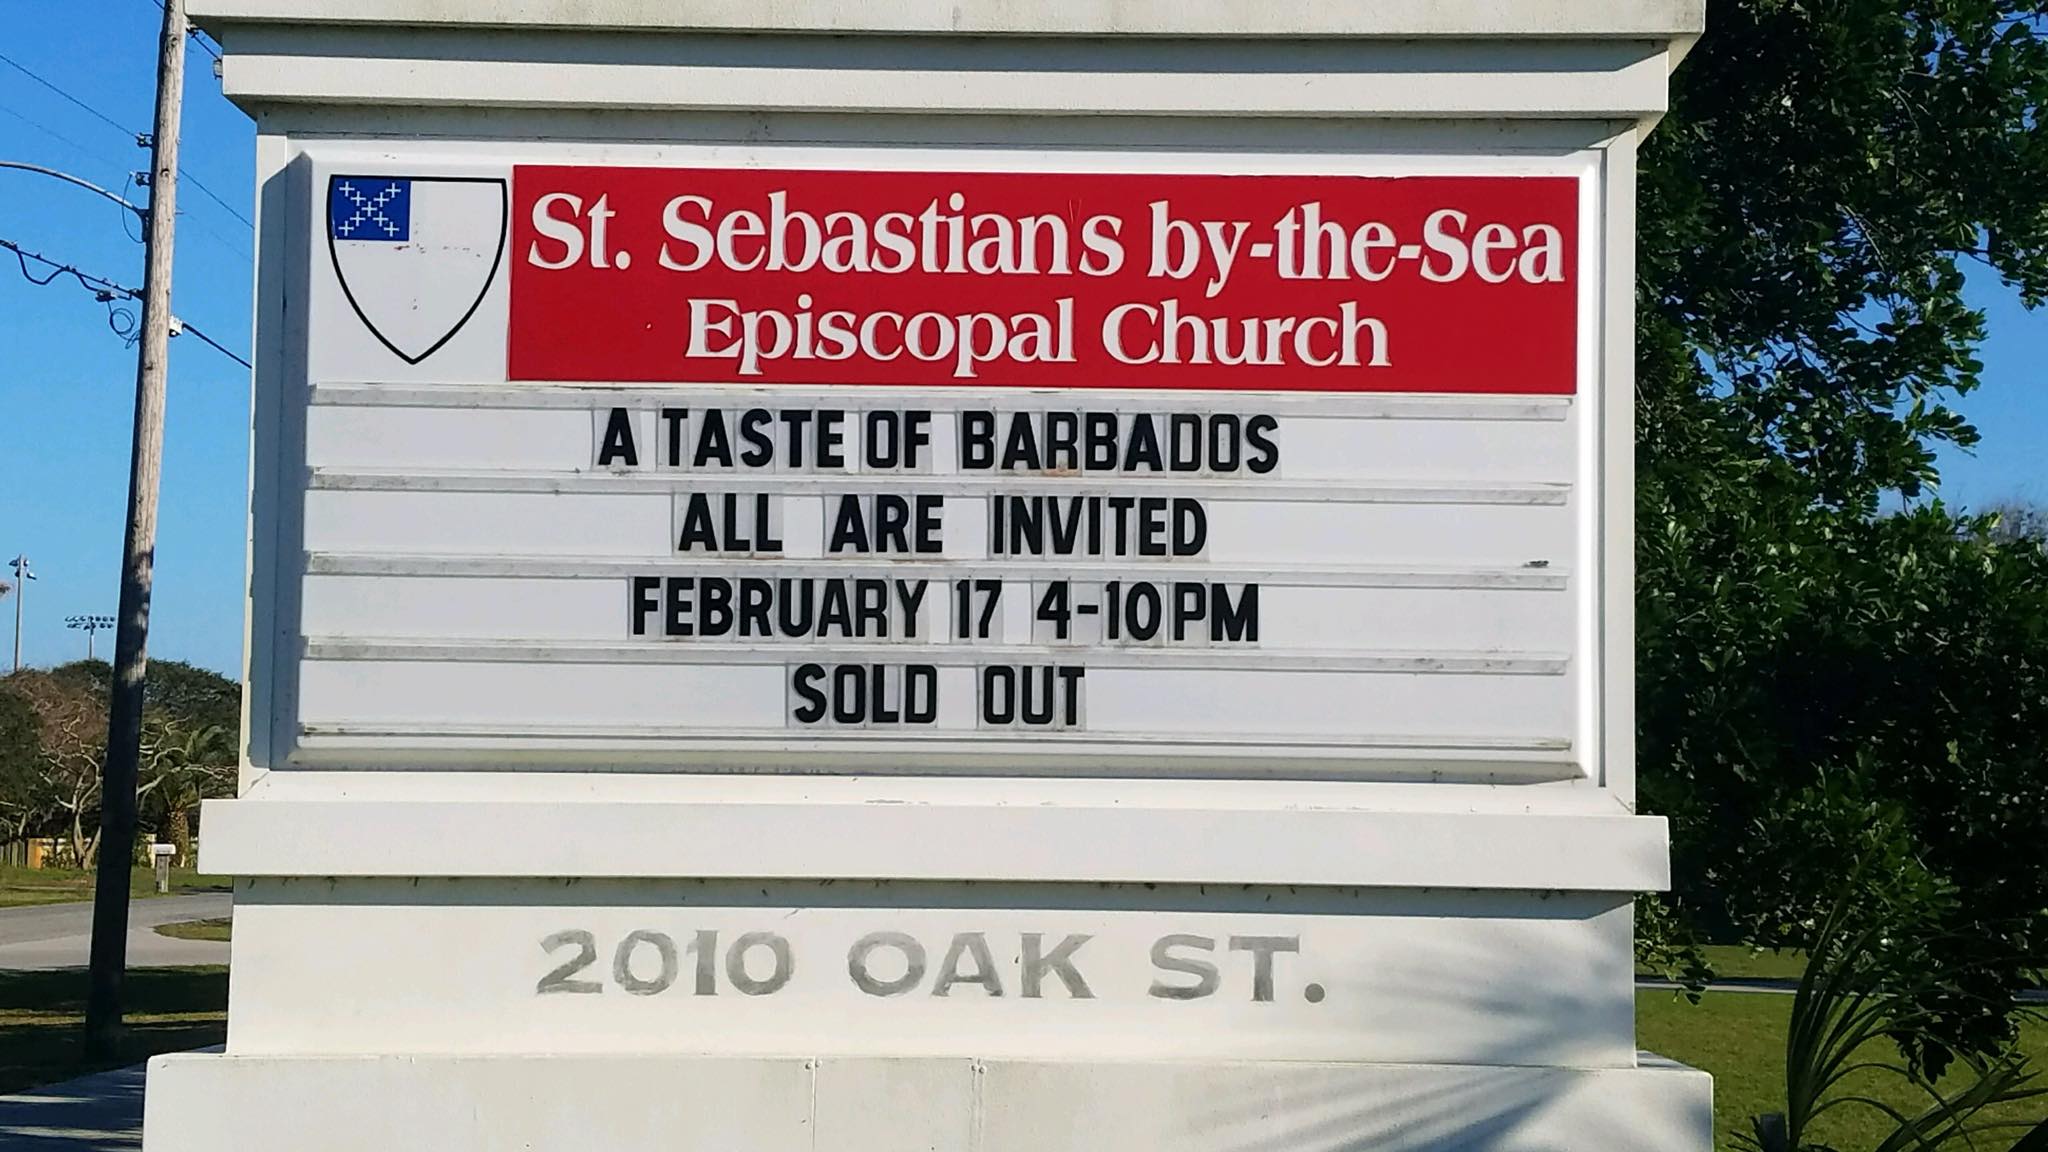 St. Sebastian's by-the-Sea
Episcopal Church
A TASTE OF BARBADOS
ALL ARE INVITED
FEBRUARY 17 4-10PM
SOLD OUT
2010 OAK ST.